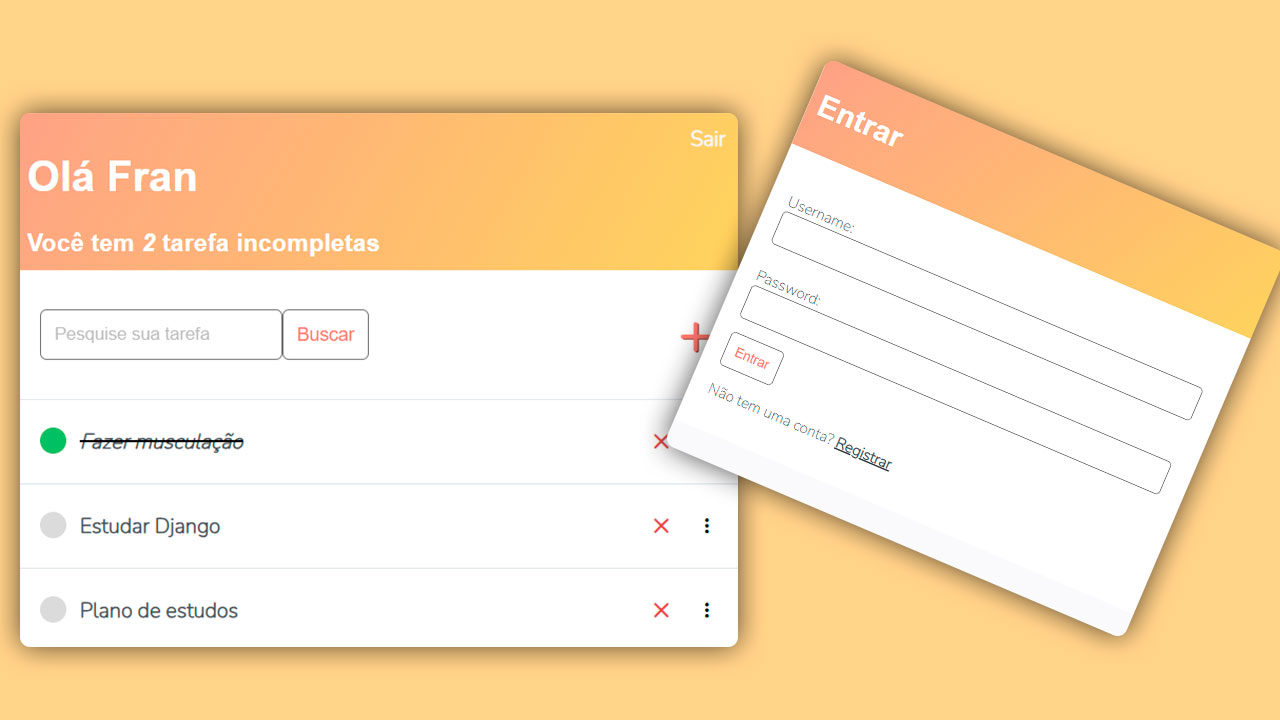 Sair
Olá Fran
Você tem 2 tarefa incompletas
Pesquise sua tarefa
Buscar
Fazer musculação
Estudar Django
Plano de estudos
Entrar
Username:
Password:
Entrar
Não tem uma conta? Registrar